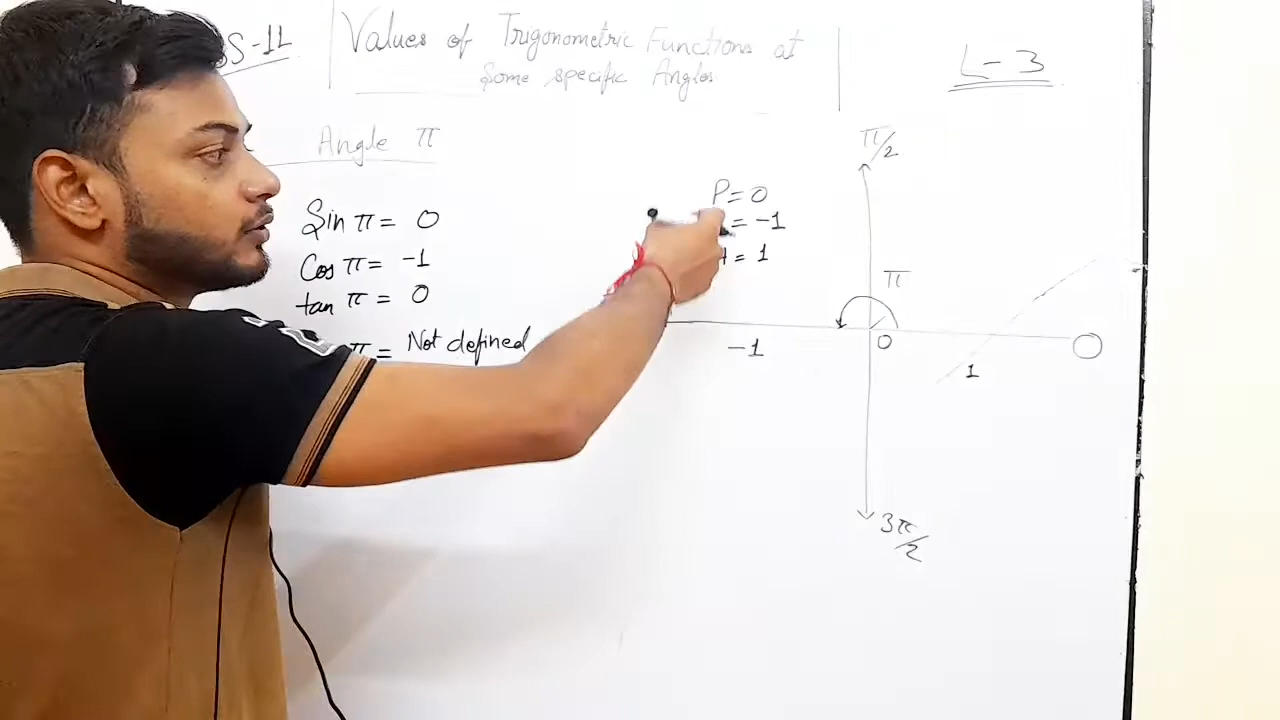 S-11
Values of Trigonometric Functions at
Some specific Angles
L-3
Angle π
Sin π = 0
Cos π = -1
tan π = 0
π = Not defined
P = 0
= -1
= 1
π/2
π
-1
0
1
3π/2